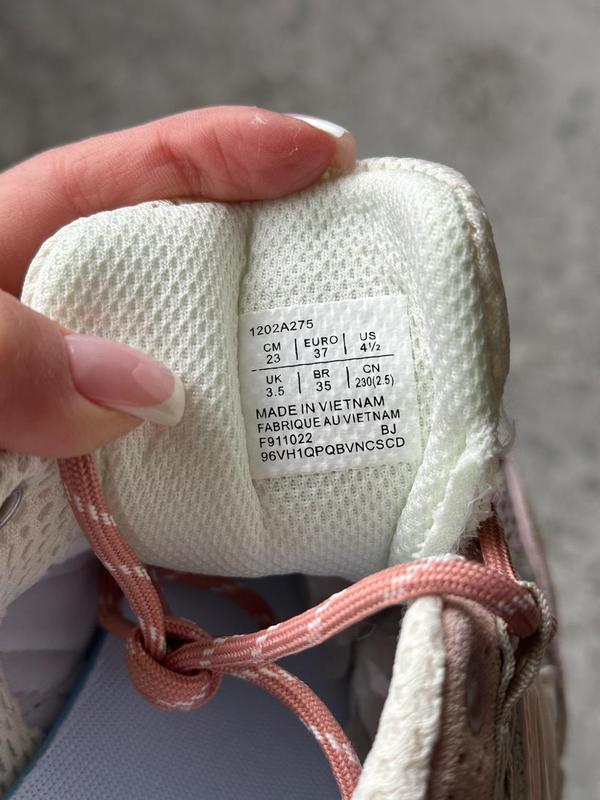 1202A275
CM | EURO | US
23 | 37 | 4½
UK | BR | CN
3.5 | 35 | 230(2.5)
MADE IN VIETNAM
FABRIQUE AU VIETNAM
F911022 BJ
96VH1QPQBVNCSCD